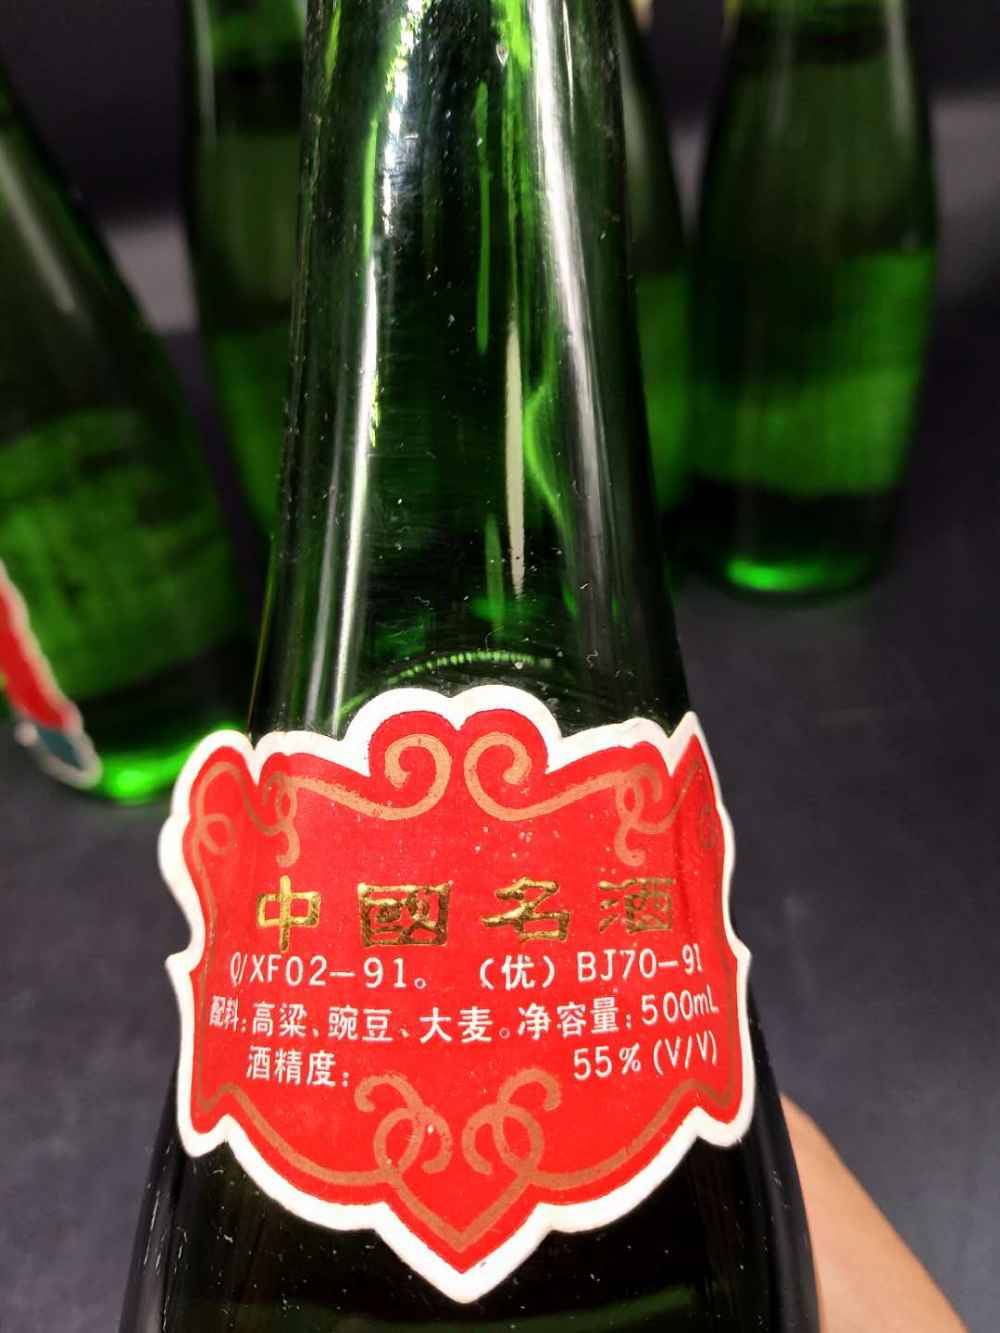 中國名酒
Q/XF02-91。（优）BJ70-91
配料:高粱、豌豆、大麦。净容量:500mL
酒精度: 55%(V/V)